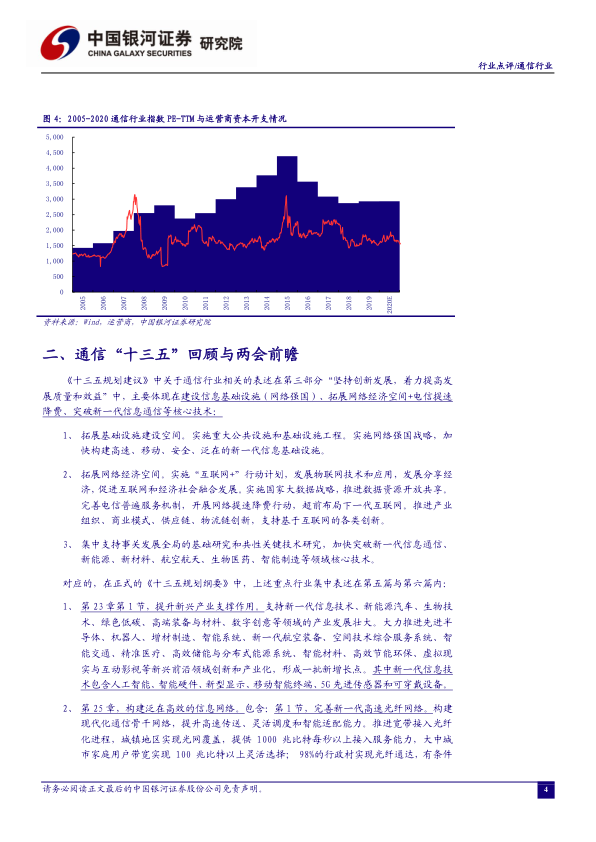 中国银河证券 研究院
CHINA GALAXY SECURITIES
行业点评/通信行业
图 4：2005-2020 通信行业指数 PE-TTM 与运营商资本开支情况
5,000
4,500
4,000
3,500
3,000
2,500
2,000
1,500
1,000
500
0
2005 2006 2007 2008 2009 2010 2011 2012 2013 2014 2015 2016 2017 2018 2019 2020E
资料来源：Wind，运营商，中国银河证券研究院
二、通信“十三五”回顾与两会前瞻
《十三五规划建议》中关于通信行业相关的表述在第三部分“坚持创新发展，着力提高发
展质量和效益”中，主要体现在建设信息基础设施（网络强国）、拓展网络经济空间+电信提速
降费、突破新一代信息通信等核心技术：
1、 拓展基础设施建设空间。实施重大公共设施和基础设施工程。实施网络强国战略，加
快构建高速、移动、安全、泛在的新一代信息基础设施。
2、 拓展网络经济空间。实施“互联网+”行动计划，发展物联网技术和应用，发展分享经
济，促进互联网和经济社会融合发展。实施国家大数据战略，推进数据资源开放共享。
完善电信普遍服务机制，开展网络提速降费行动，超前布局下一代互联网。推进产业
组织、商业模式、供应链、物流链创新，支持基于互联网的各类创新。
3、 集中支持事关发展全局的基础研究和共性关键技术研究，加快突破新一代信息通信、
新能源、新材料、航空航天、生物医药、智能制造等领域核心技术。
对应的，在正式的《十三五规划纲要》中，上述重点行业集中表述在第五篇与第六篇内：
1、 第 23 章第 1 节，提升新兴产业支撑作用。支持新一代信息技术、新能源汽车、生物技
术、绿色低碳、高端装备与材料、数字创意等领域的产业发展壮大。大力推进先进半
导体、机器人、增材制造、智能系统、新一代航空装备、空间技术综合服务系统、智
能交通、精准医疗、高效储能与分布式能源系统、智能材料、高效节能环保、虚拟现
实与互动影视等新兴前沿领域创新和产业化，形成一批新增长点。其中新一代信息技
术包含人工智能、智能硬件、新型显示、移动智能终端、5G 先进传感器和可穿戴设备。
2、 第 25 章，构建泛在高效的信息网络。包含：第 1 节，完善新一代高速光纤网络。构建
现代化通信骨干网络，提升高速传送、灵活调度和智能适配能力。推进宽带接入光纤
化进程，城镇地区实现光网覆盖，提供 1000 兆比特每秒以上接入服务能力，大中城
市家庭用户带宽实现 100 兆比特以上灵活选择； 98%的行政村实现光纤通达，有条件
请务必阅读正文最后的中国银河证券股份公司免责声明。
4